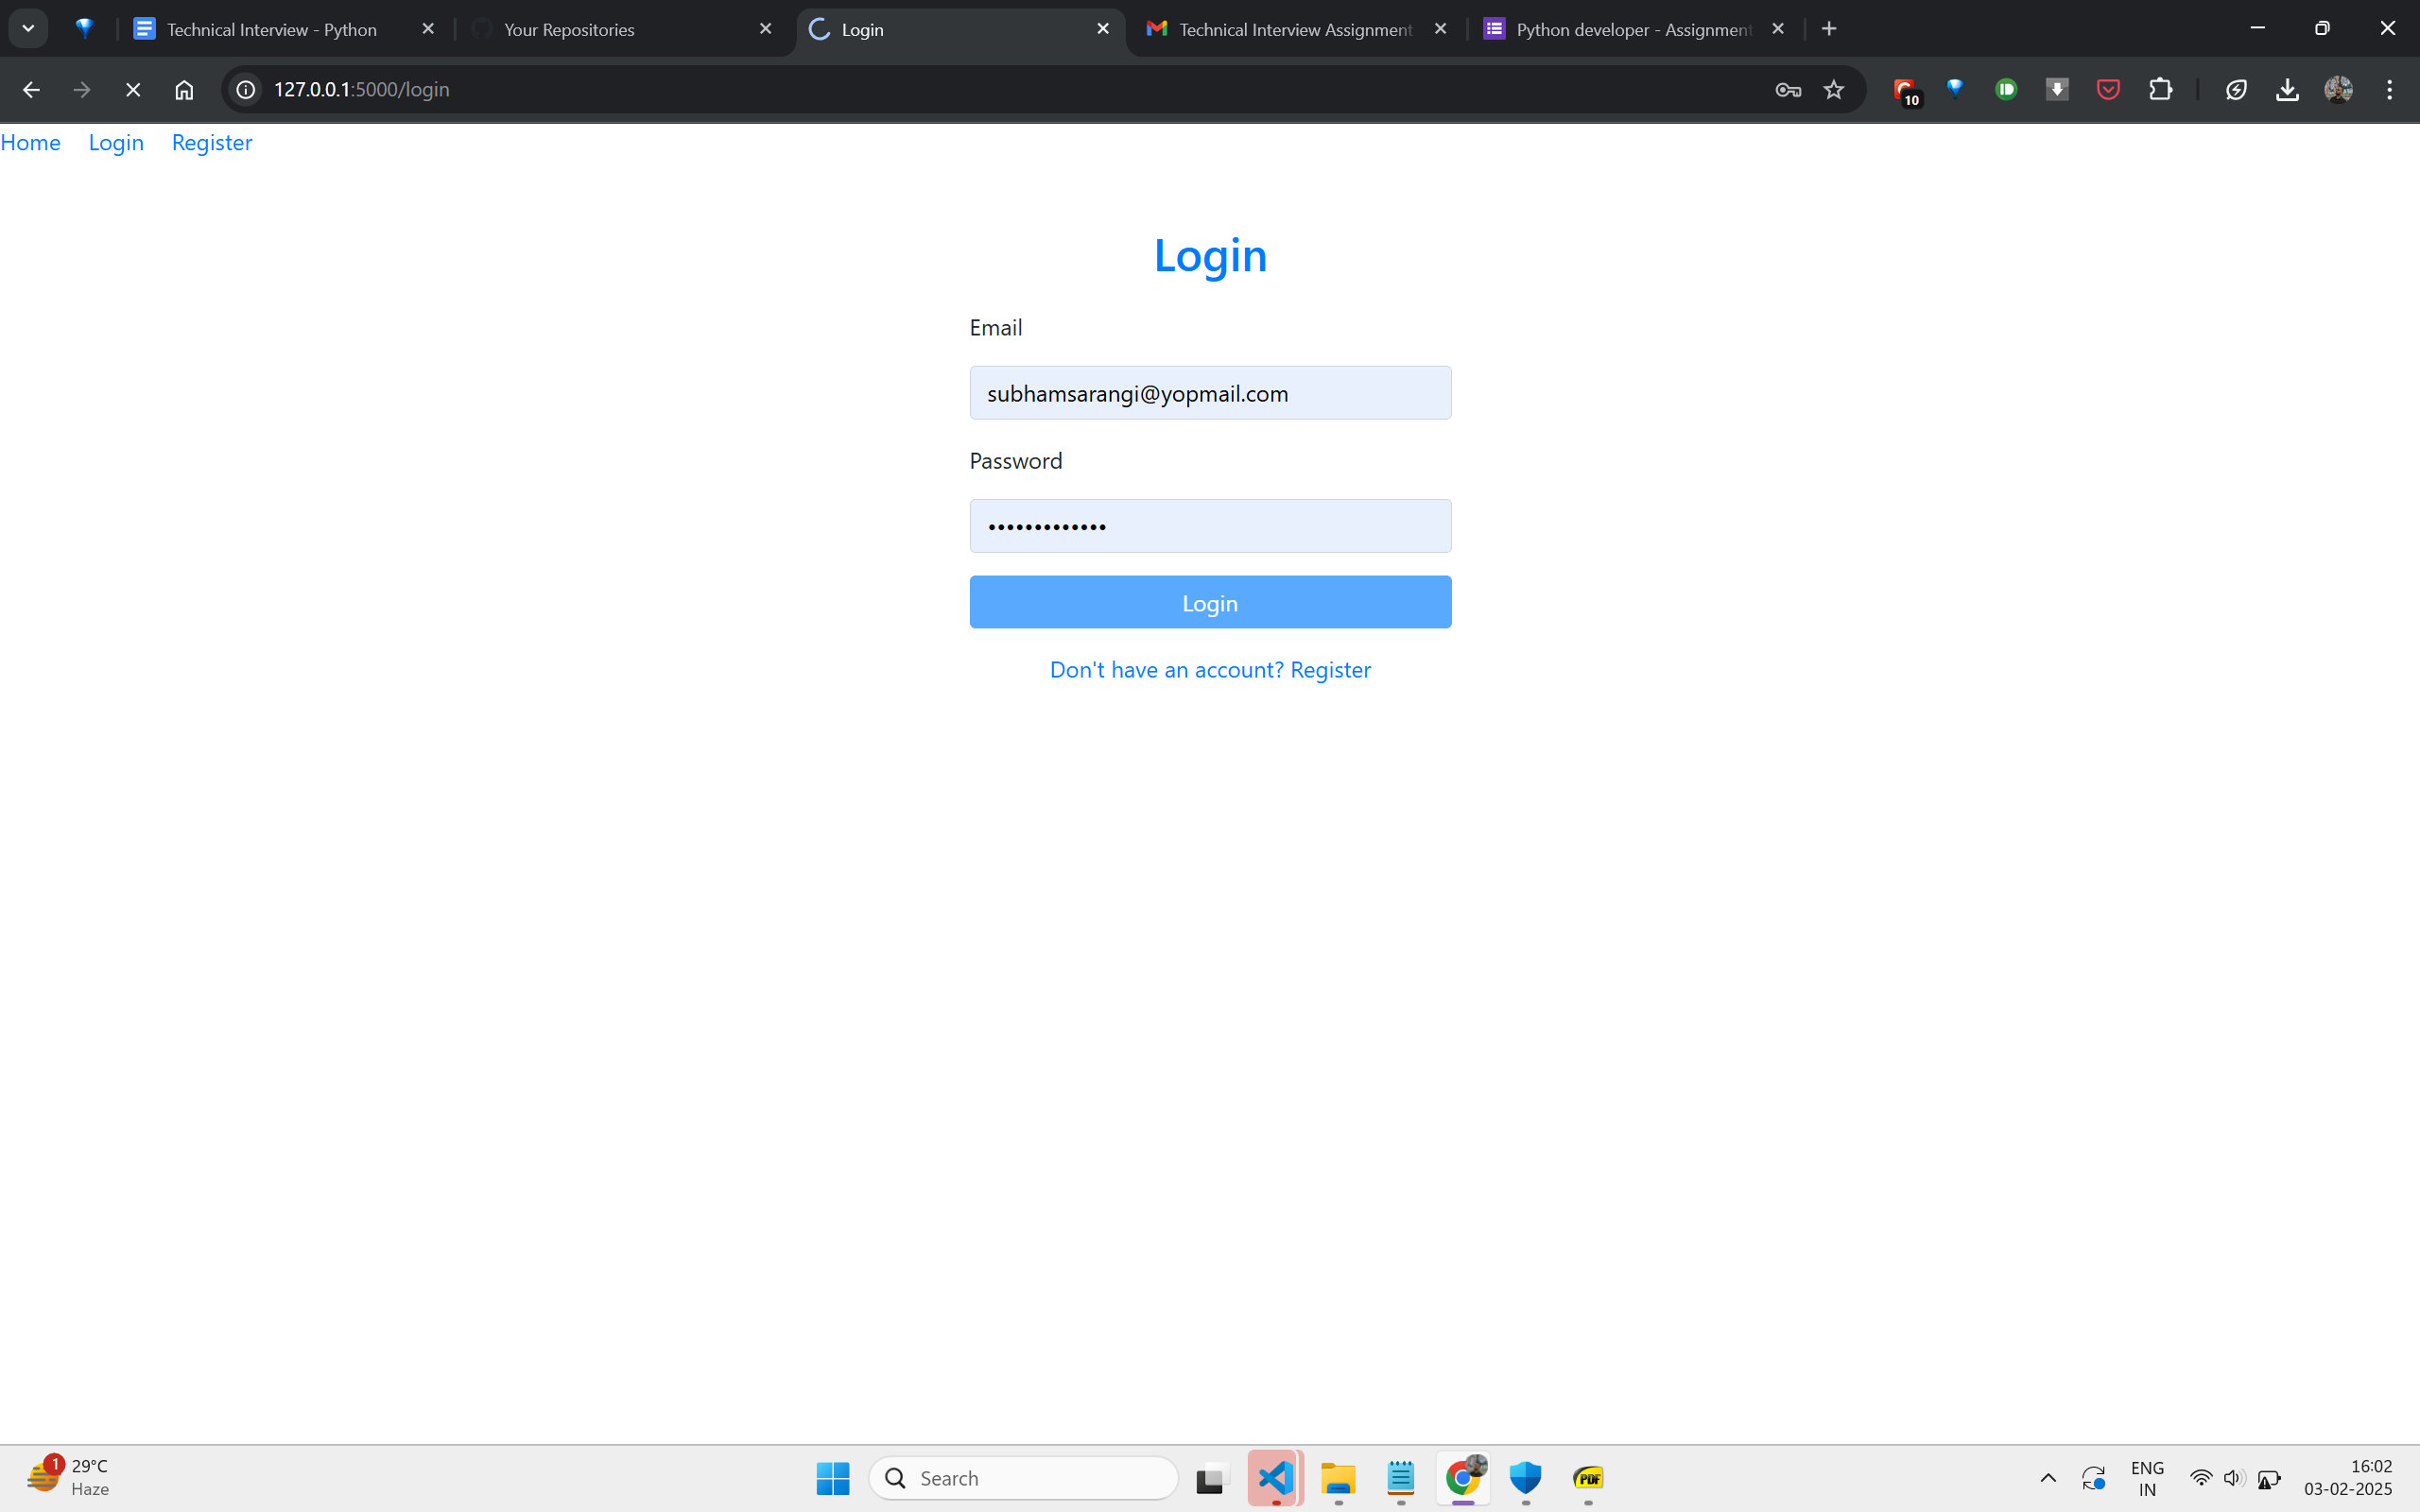 Technical Interview - Python
Your Repositories
Login
Technical Interview Assignment
Python developer - Assignment
127.0.0.1:5000/login
10
Home Login Register
Login
Email
subhamsarangi@yopmail.com
Password
•••••••••••••
Login
Don't have an account? Register
1
29°C
Haze
Search
PDF
ENG
IN
16:02
03-02-2025